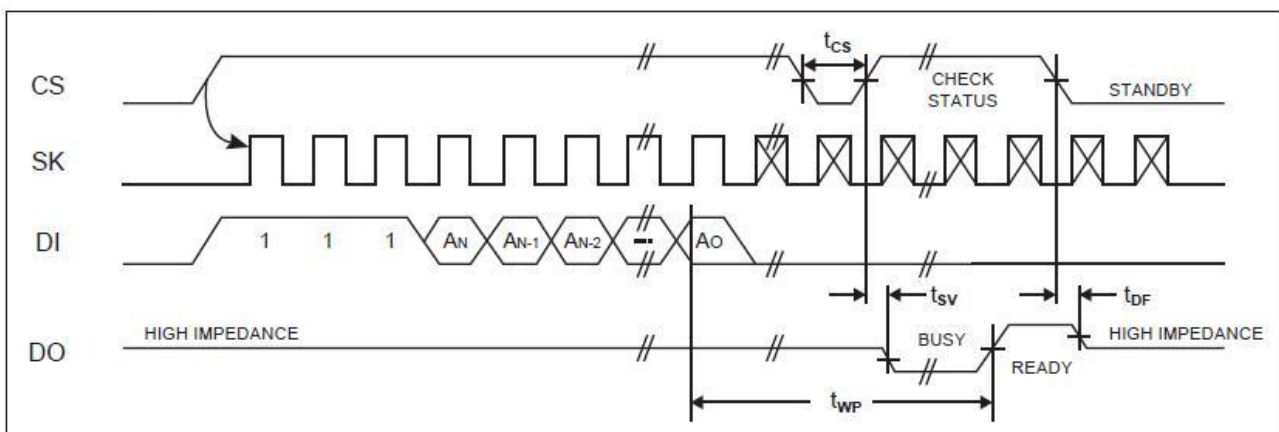 tCS
CS
CHECK
STATUS
STANDBY
SK
DI
1 1 1 AN AN-1 AN-2 AO
tSV
tDF
HIGH IMPEDANCE
BUSY
HIGH IMPEDANCE
DO
READY
tWP